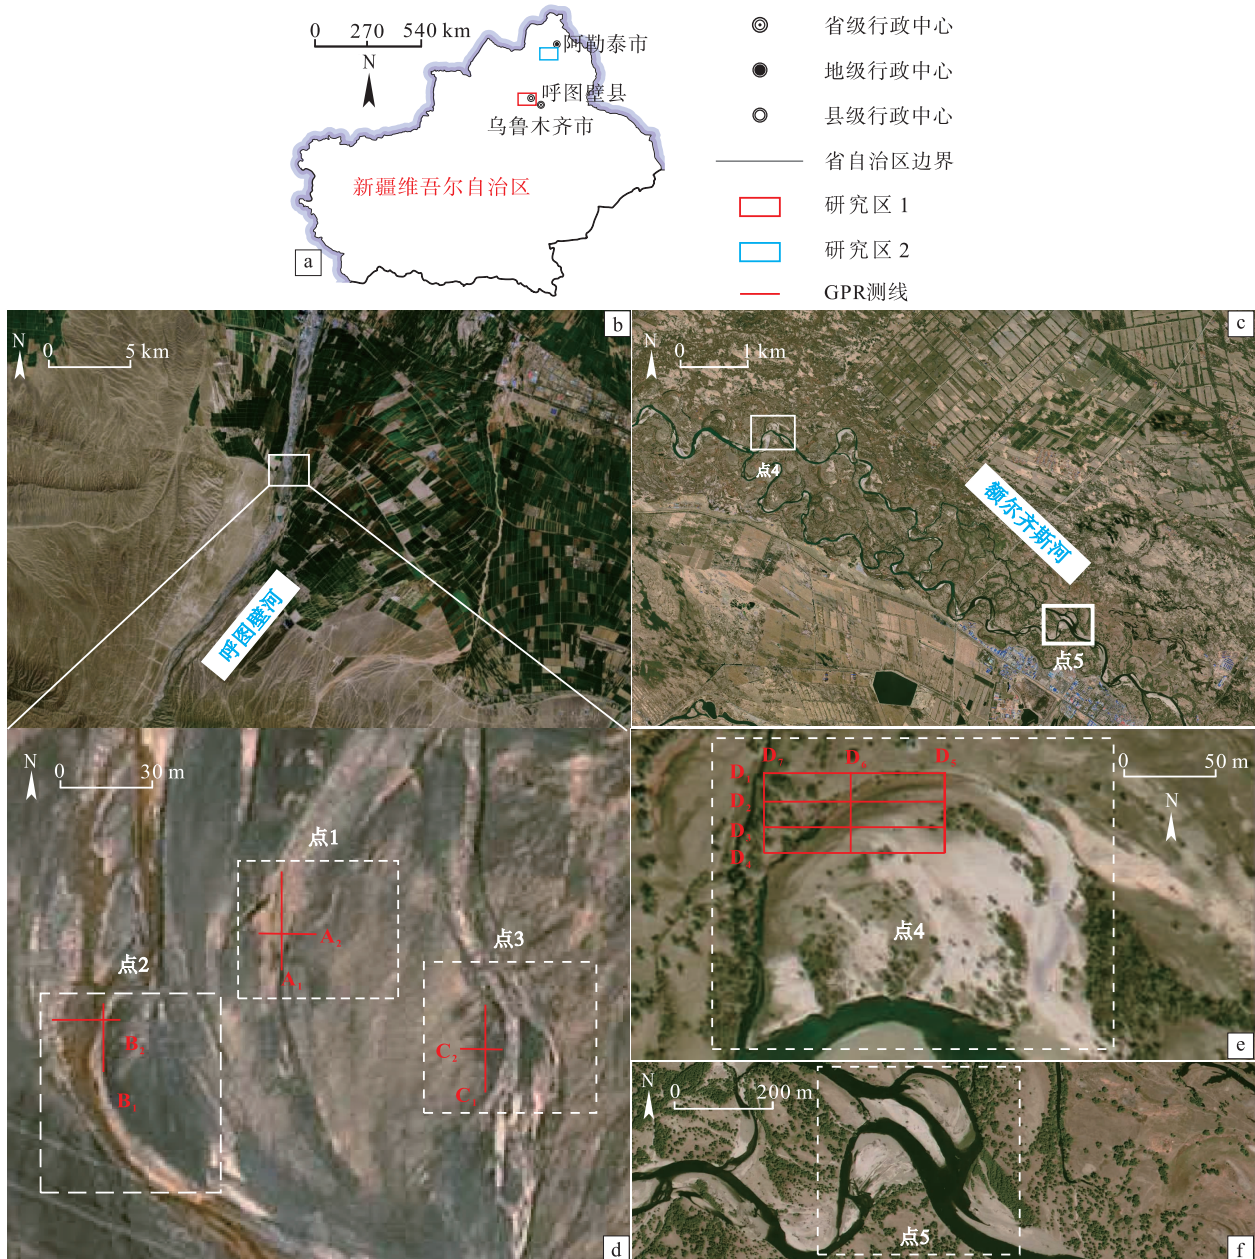 0 270 540 km
N
阿勒泰市
呼图壁县
乌鲁木齐市
新疆维吾尔自治区
a
省级行政中心
地级行政中心
县级行政中心
省自治区边界
研究区 1
研究区 2
GPR测线
b
N
0 5 km
呼图壁河
c
N
0 1 km
点4
额尔齐斯河
点5
N
0 30 m
点1
A2
A1
点3
点2
B2
B1
C2
C1
d
D7 D8 D9
D1
D2
D3
D4
0 50 m
N
点4
e
N
0 200 m
点5
f